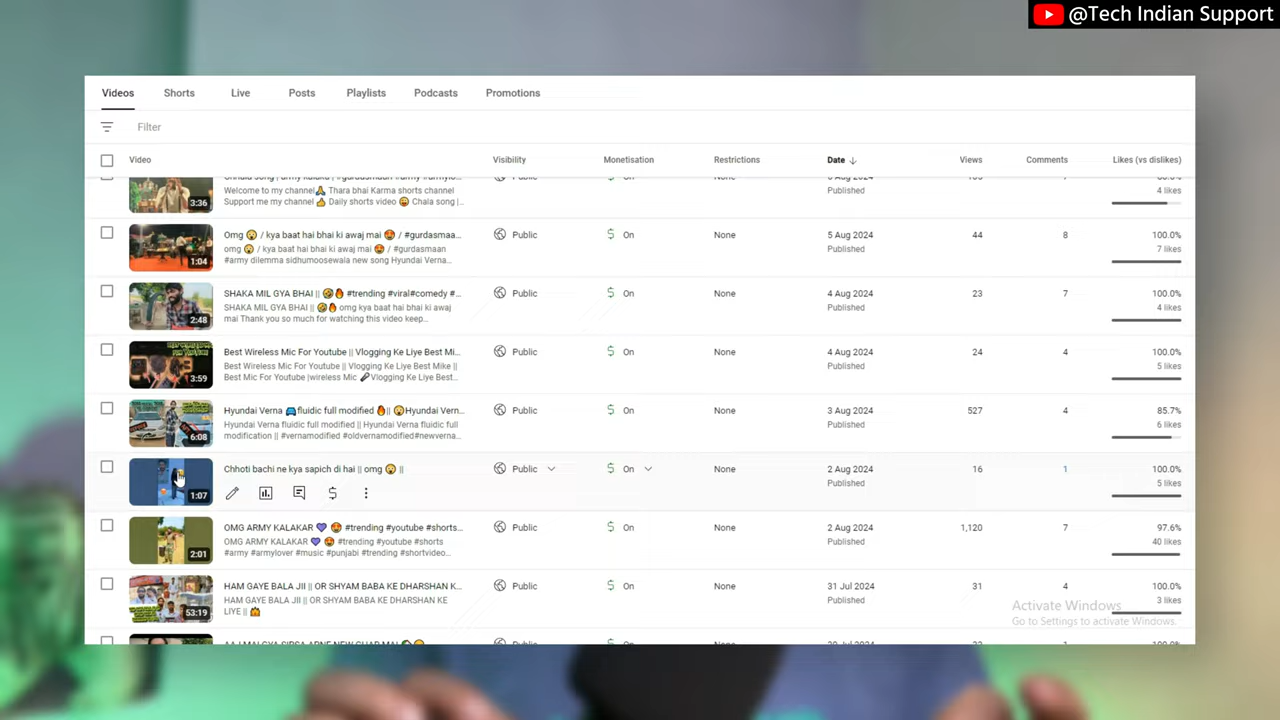 @Tech Indian Support
Videos Shorts Live Posts Playlists Podcasts Promotions
Filter
Video Visibility Monetisation Restrictions Date ↓ Views Comments Likes (vs dislikes)
3:36
Welcome to my channel🙏 Thara bhai Karma shorts channel
Support me my channel 👍 Daily shorts video 😀 Chala song |..
Published
4 likes
Omg 😮 / kya baat hai bhai ki awaj mai 🥰 / #gurdasmaa... Public On None 5 Aug 2024 44 8 100.0%
omg 😮 / kya baat hai bhai ki awaj mai 🥰 / #gurdasmaan Published 7 likes
#army dilemma sidhumoosewala new song Hyundai Verna...
1:04
SHAKA MIL GYA BHAI || 🤣🔥 #trending #viral#comedy #... Public On None 4 Aug 2024 23 7 100.0%
SHAKA MIL GYA BHAI || 🤣🔥 omg kya baat hai bhai ki awaj Published 4 likes
mai Thank you so much for watching this video keep...
2:48
Best Wireless Mic For Youtube || Vlogging Ke Liye Best Mi... Public On None 4 Aug 2024 24 4 100.0%
Best Wireless Mic For Youtube || Vlogging Ke Liye Best Mike || Published 5 likes
Best Mic For Youtube |wireless Mic 🎤Vlogging Ke Liye Best...
3:59
Hyundai Verna 🚘fluidic full modified 🔥|| 😮Hyundai Vern... Public On None 3 Aug 2024 527 4 85.7%
Hyundai Verna fluidic full modified || Hyundai Verna fluidic full Published 6 likes
modification || #vernamodified #oldvernamodified#newverna...
6:08
Chhoti bachi ne kya sapich di hai || omg 😮 || Public On None 2 Aug 2024 16 1 100.0%
Published 5 likes
1:07
OMG ARMY KALAKAR 💜 🥰 #trending #youtube #shorts... Public On None 2 Aug 2024 1,120 7 97.6%
OMG ARMY KALAKAR 💜 🥰 #trending #youtube #shorts Published 40 likes
#army #armylover #music #punjabi #trending #shortvideo...
2:01
HAM GAYE BALA JII || OR SHYAM BABA KE DHARSHAN K... Public On None 31 Jul 2024 31 4 100.0%
HAM GAYE BALA JII || OR SHYAM BABA KE DHARSHAN KE Published 3 likes
LIYE ||
53:19
Activate Windows
Go to Settings to activate Windows.